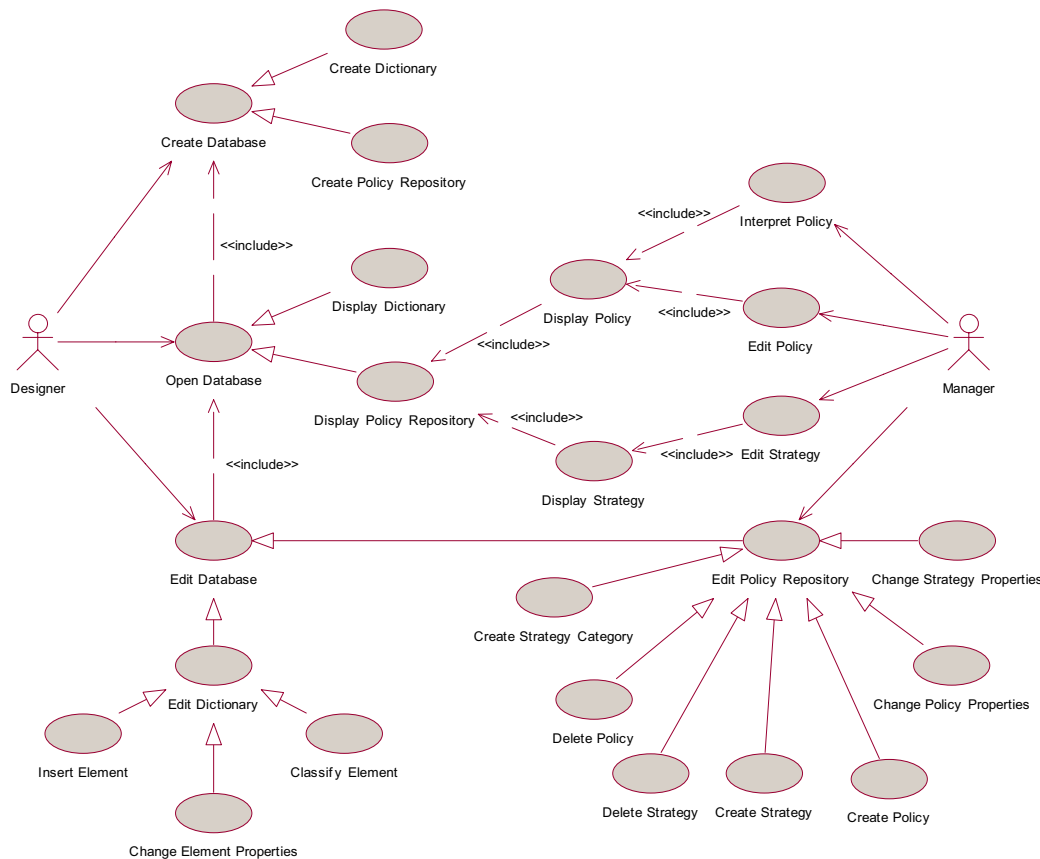 Create Dictionary
Create Database
Create Policy Repository
<<include>>
Interpret Policy
<<include>>
Display Dictionary
Display Policy
<<include>>
Edit Policy
<<include>>
Designer
Open Database
Manager
Display Policy Repository
<<include>>
Edit Strategy
<<include>>
<<include>>
Display Strategy
Edit Database
Edit Policy Repository
Change Strategy Properties
Create Strategy Category
Edit Dictionary
Change Policy Properties
Delete Policy
Insert Element
Classify Element
Delete Strategy
Create Strategy
Create Policy
Change Element Properties